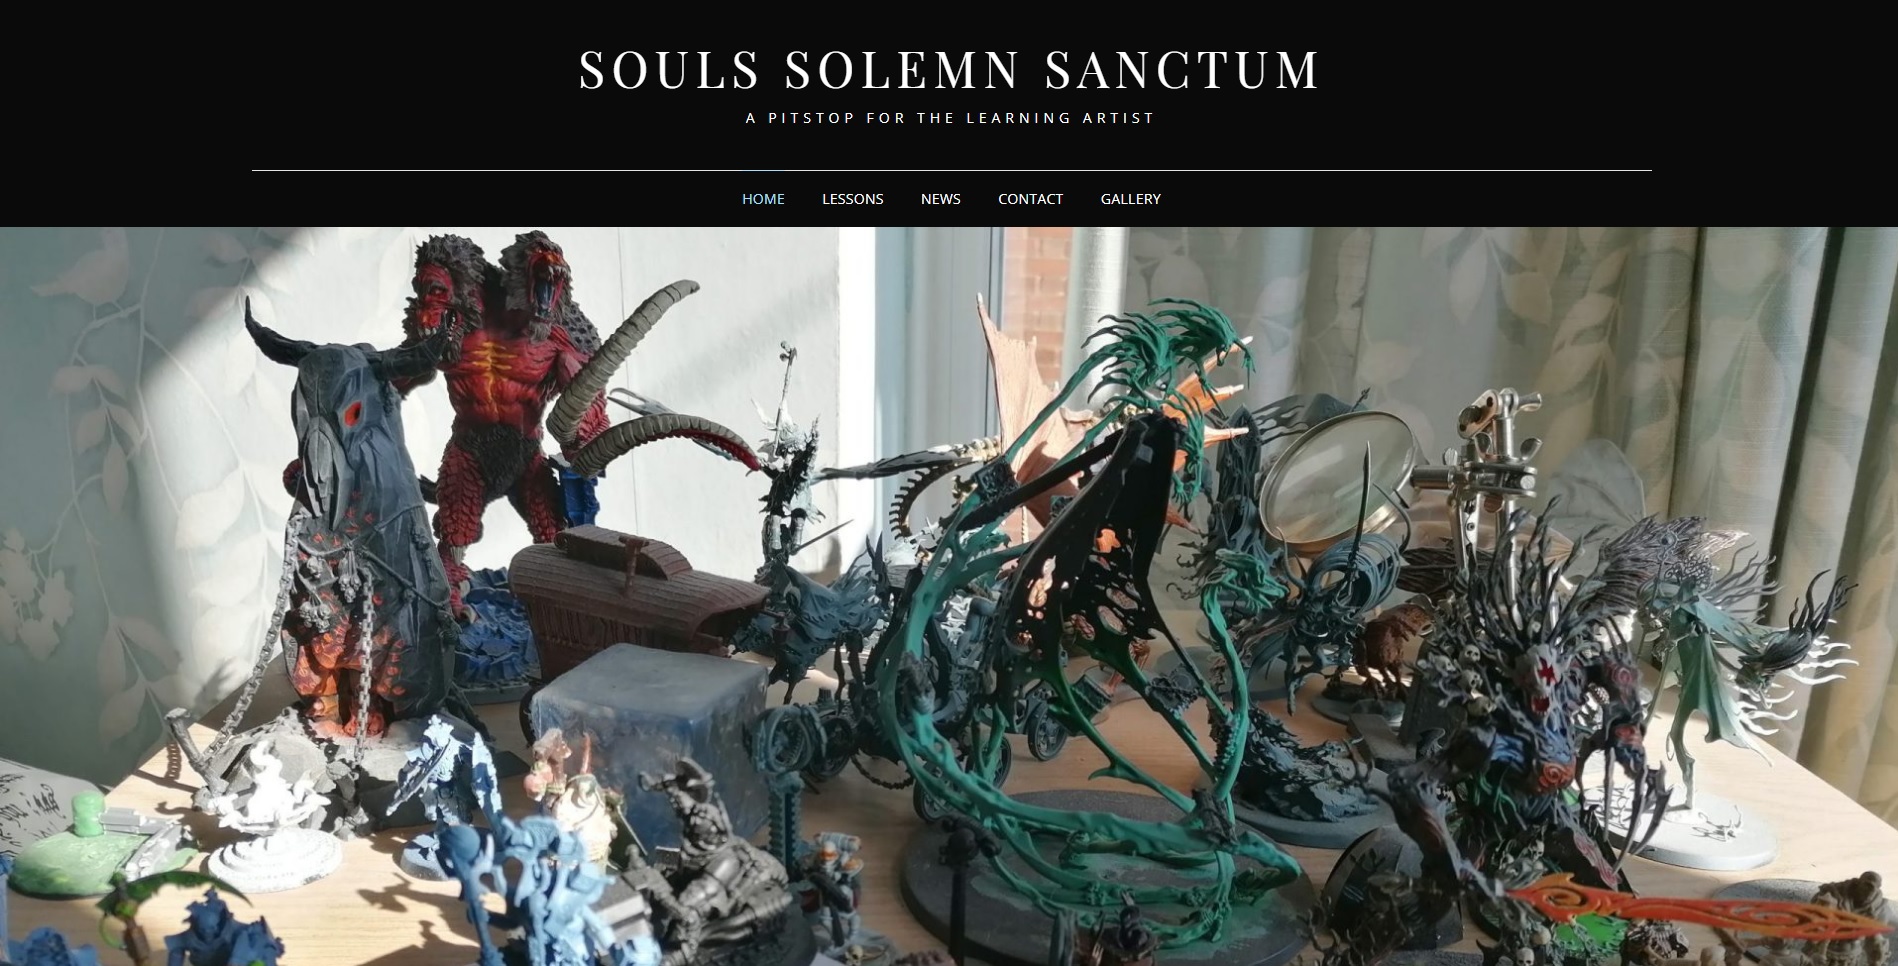 SOULS SOLEMN SANCTUM
A PITSTOP FOR THE LEARNING ARTIST
HOME LESSONS NEWS CONTACT GALLERY